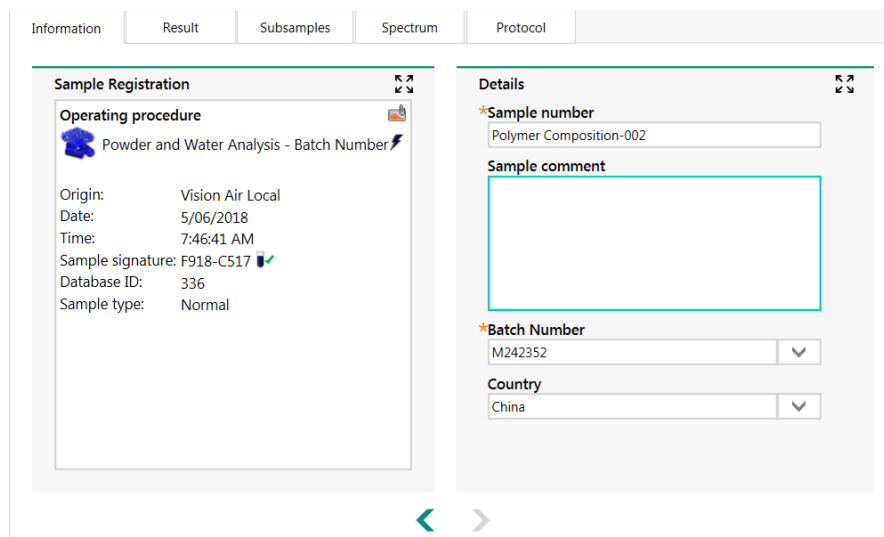 Information
Result
Subsamples
Spectrum
Protocol
Sample Registration
Operating procedure
Powder and Water Analysis - Batch Number
Origin: Vision Air Local
Date: 5/06/2018
Time: 7:46:41 AM
Sample signature: F918-C517
Database ID: 336
Sample type: Normal
Details
*Sample number
Polymer Composition-002
Sample comment
*Batch Number
M242352
Country
China